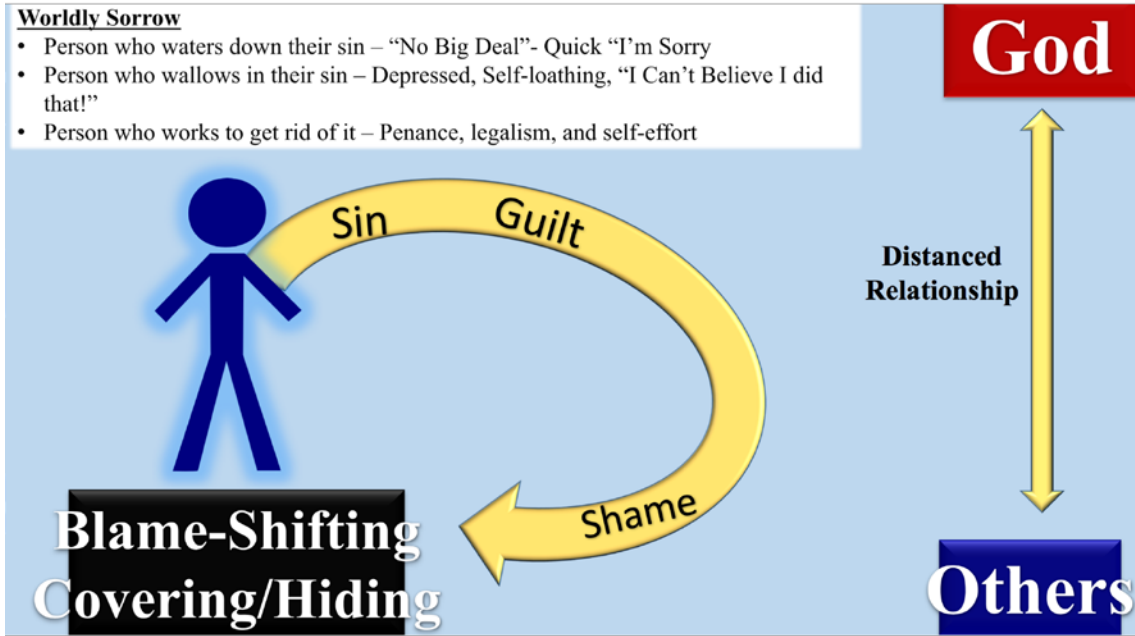 Worldly Sorrow
• Person who waters down their sin – “No Big Deal”- Quick “I’m Sorry
• Person who wallows in their sin – Depressed, Self-loathing, “I Can’t Believe I did
that!”
• Person who works to get rid of it – Penance, legalism, and self-effort
God
Sin
Guilt
Distanced
Relationship
Shame
Blame-Shifting
Covering/Hiding
Others